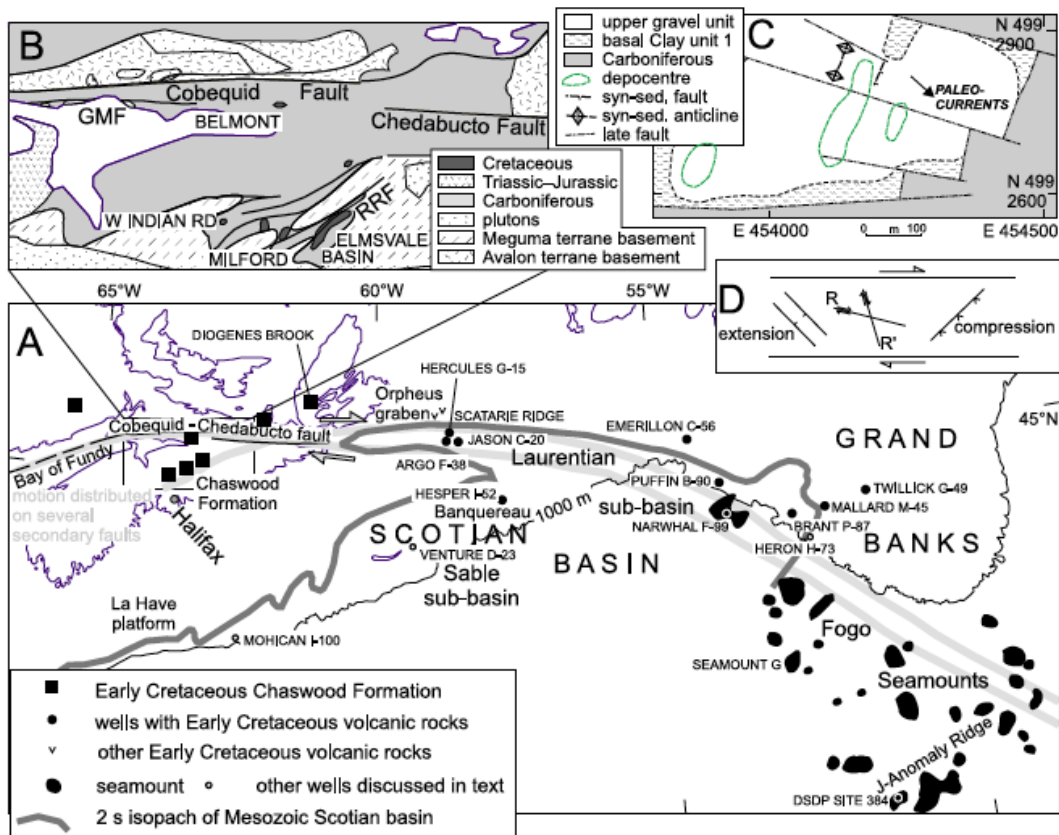 B
Cobequid Fault
GMF
BELMONT
Chedabucto Fault
W INDIAN RD
RRF
MILFORD
ELMSVALE
BASIN
Cretaceous
Triassic–Jurassic
Carboniferous
plutons
Meguma terrane basement
Avalon terrane basement
upper gravel unit
basal Clay unit 1
Carboniferous
depocentre
syn-sed. fault
syn-sed. anticline
late fault
C
N 499
2900
PALEO-
CURRENTS
N 499
2600
E 454000
0 m 100
E 454500
D
R
R'
extension
compression
65°W
60°W
55°W
A
DIOGENES BROOK
HERCULES G-15
Orpheus
graben
SCATARIE RIDGE
EMERILLON C-56
45°N
Cobequid - Chedabucto fault
JASON C-20
GRAND
Bay of Fundy
ARGO F-38
Laurentian
Chaswood
Formation
PUFFIN B-90
TWILLICK G-49
motion distributed
on several
secondary faults
HESPER I-52
Banquereau
1000 m
sub-basin
MALLARD M-45
Halifax
SCOTIAN
NARWHAL F-99
BRANT P-87
BANKS
VENTURE D-23
BASIN
HERON H-73
Sable
sub-basin
La Have
platform
Fogo
MOHICAN I-100
SEAMOUNT G
Seamounts
J-Anomaly Ridge
DSDP SITE 384
Early Cretaceous Chaswood Formation
wells with Early Cretaceous volcanic rocks
other Early Cretaceous volcanic rocks
seamount
other wells discussed in text
2 s isopach of Mesozoic Scotian basin